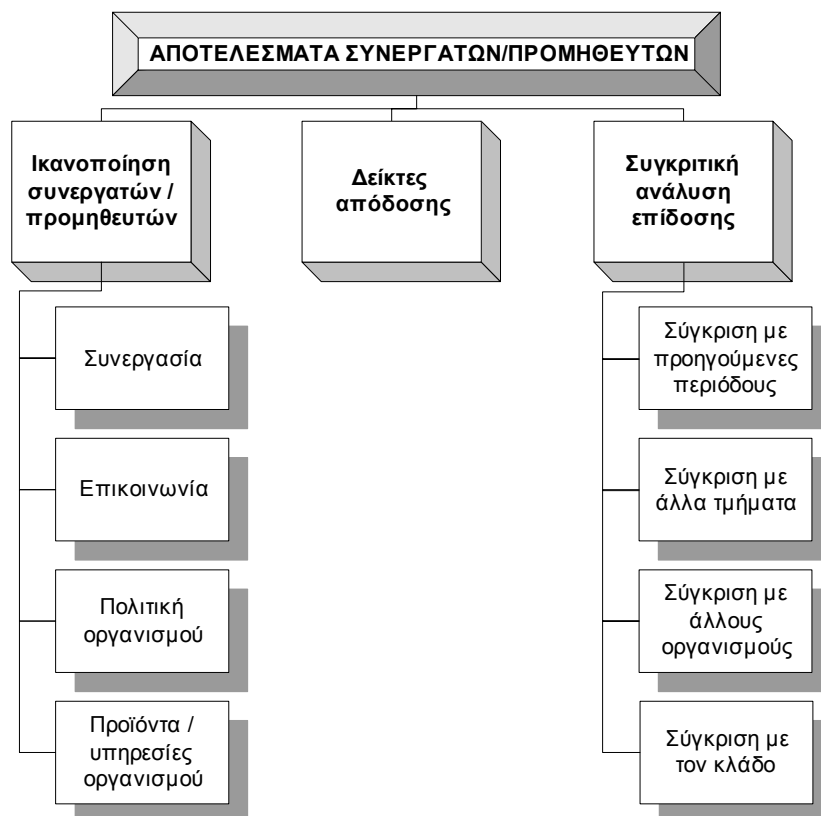 ΑΠΟΤΕΛΕΣΜΑΤΑ ΣΥΝΕΡΓΑΤΩΝ/ΠΡΟΜΗΘΕΥΤΩΝ
Ικανοποίηση
συνεργατών /
προμηθευτών
Δείκτες
απόδοσης
Συγκριτική
ανάλυση
επίδοσης
Συνεργασία
Επικοινωνία
Πολιτική
οργανισμού
Προϊόντα /
υπηρεσίες
οργανισμού
Σύγκριση με
προηγούμενες
περιόδους
Σύγκριση με
άλλα τμήματα
Σύγκριση με
άλλους
οργανισμούς
Σύγκριση με
τον κλάδο